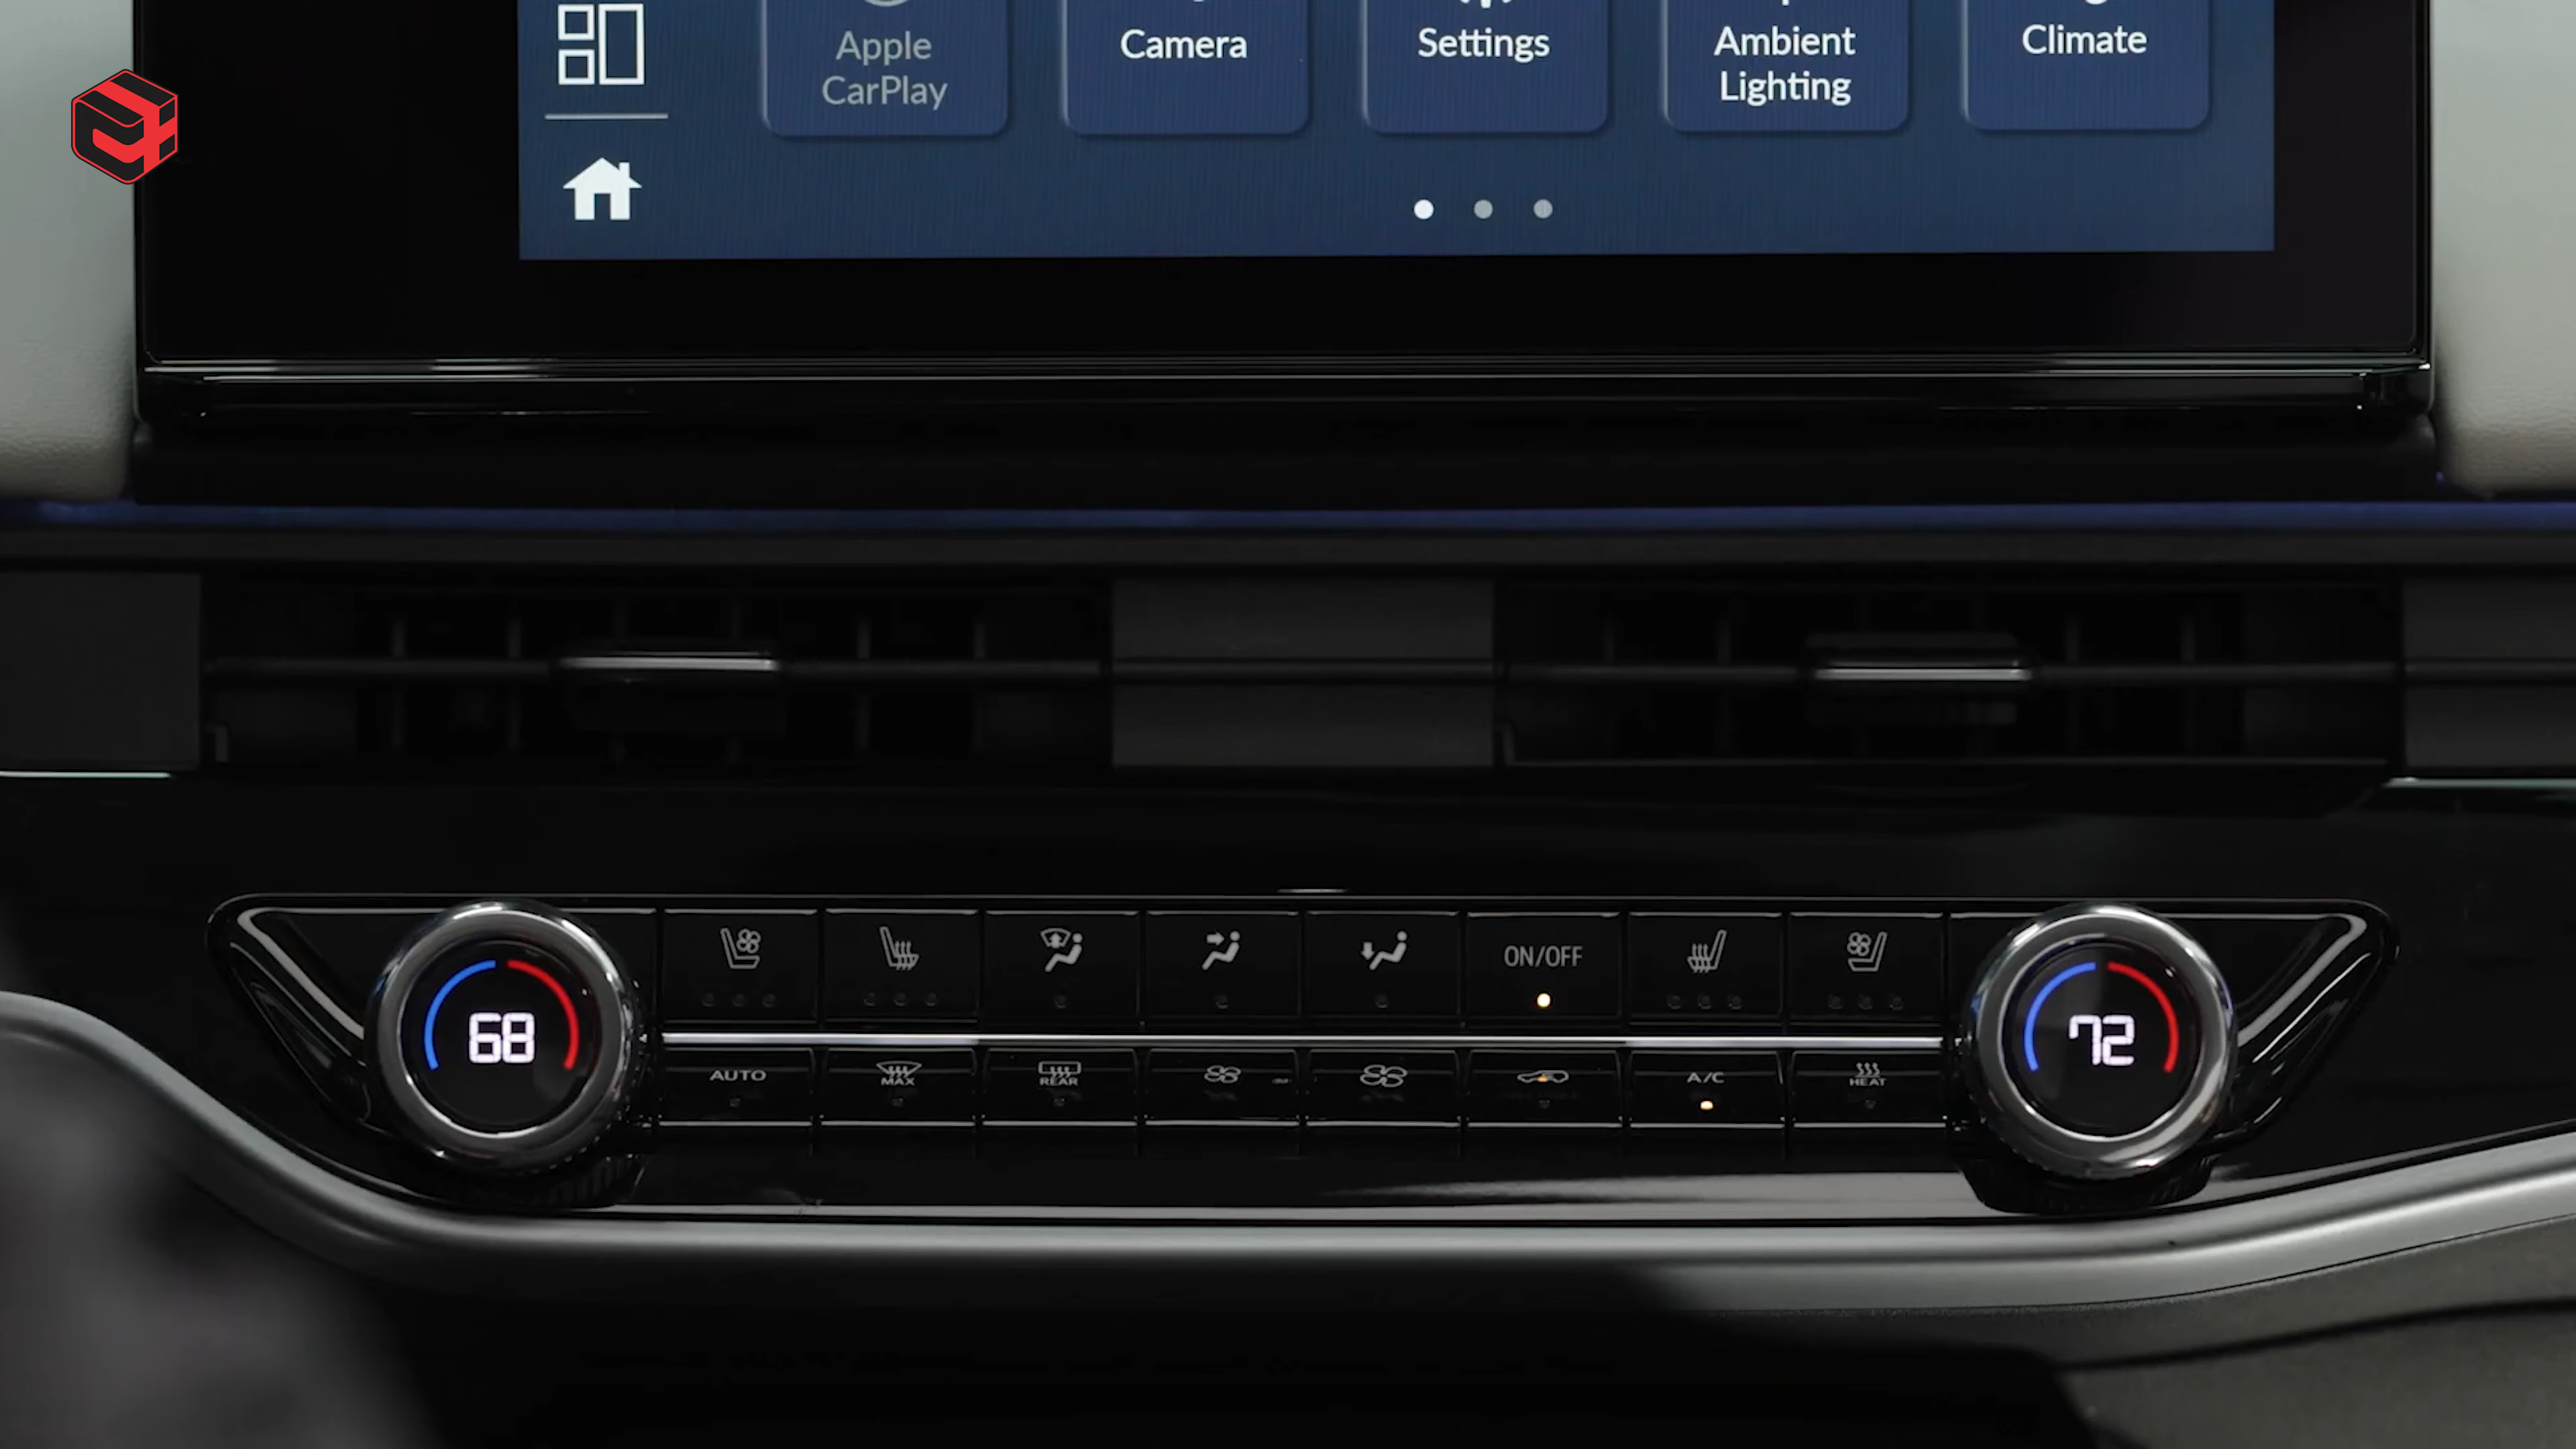 Apple
CarPlay
Camera
Settings
Ambient
Lighting
Climate
68
ON/OFF
72
AUTO
MAX
REAR
A/C
HEAT